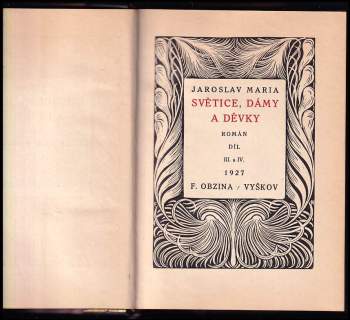 JAROSLAV MARIA
SVĚTICE, DÁMY
A DĚVKY
ROMÁN
DÍL
III. a IV.
1927
F. OBZINA / VYŠKOV